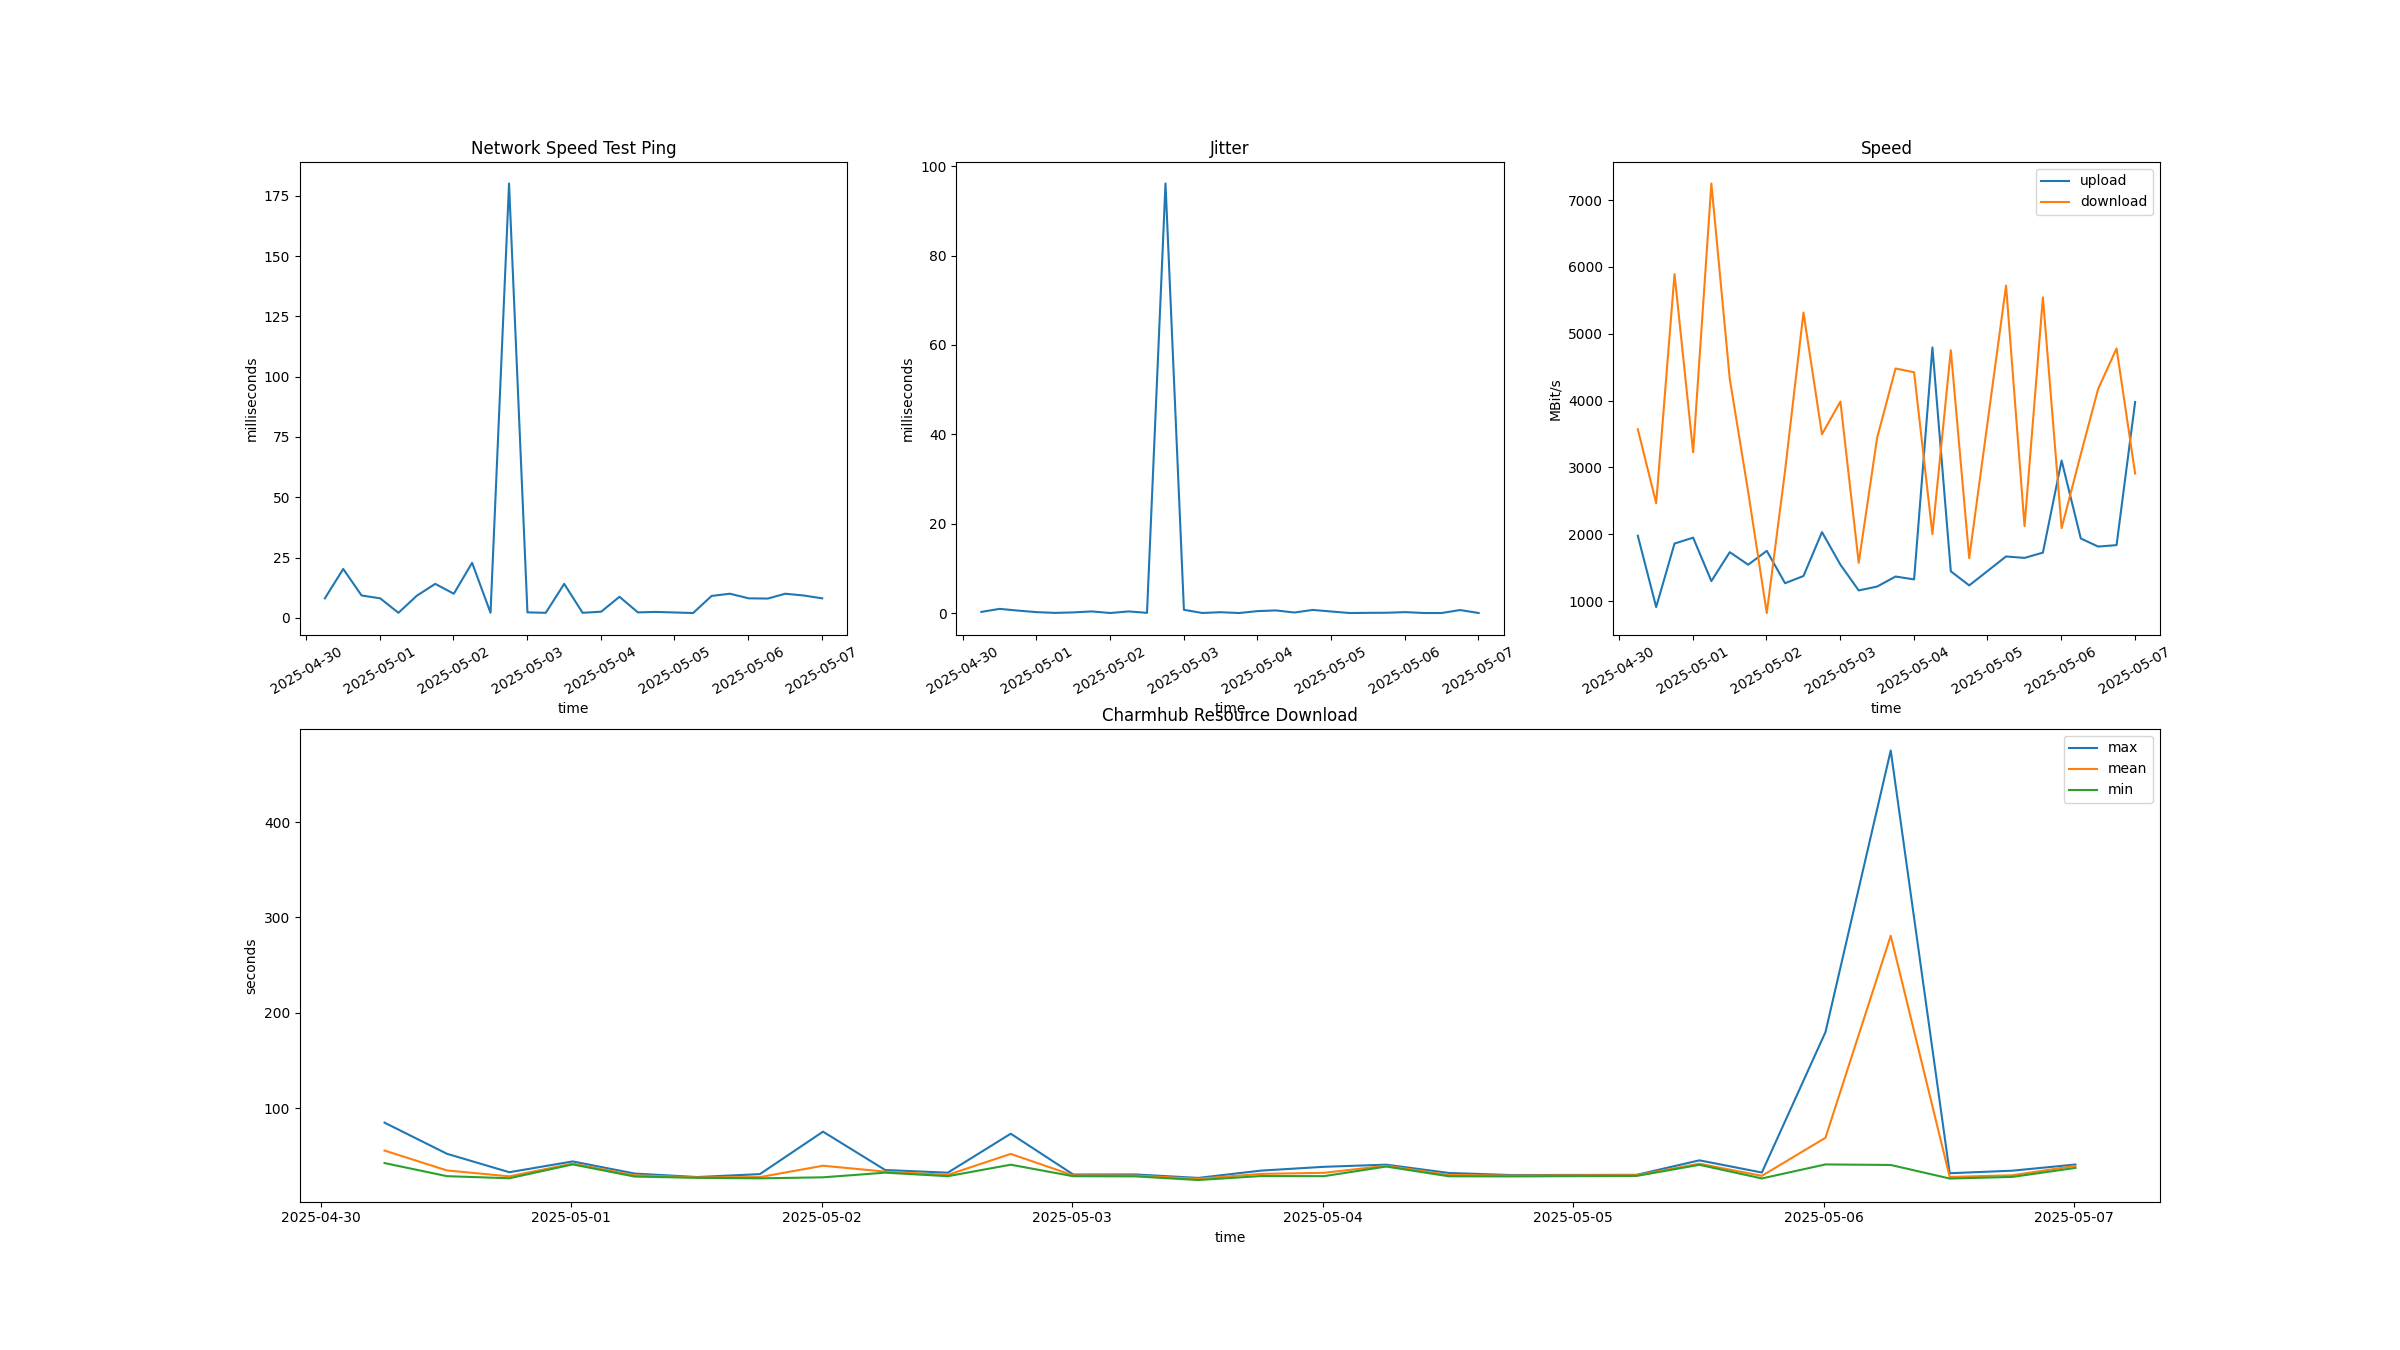 Network Speed Test Ping
milliseconds
175
150
125
100
75
50
25
0
2025-04-30 2025-05-01 2025-05-02 2025-05-03 2025-05-04 2025-05-05 2025-05-06 2025-05-07
time
Jitter
milliseconds
100
80
60
40
20
0
2025-04-30 2025-05-01 2025-05-02 2025-05-03 2025-05-04 2025-05-05 2025-05-06 2025-05-07
time
Speed
MBit/s
7000
6000
5000
4000
3000
2000
1000
upload
download
2025-04-30 2025-05-01 2025-05-02 2025-05-03 2025-05-04 2025-05-05 2025-05-06 2025-05-07
time
Charmhub Resource Download
seconds
400
300
200
100
max
mean
min
2025-04-30 2025-05-01 2025-05-02 2025-05-03 2025-05-04 2025-05-05 2025-05-06 2025-05-07
time